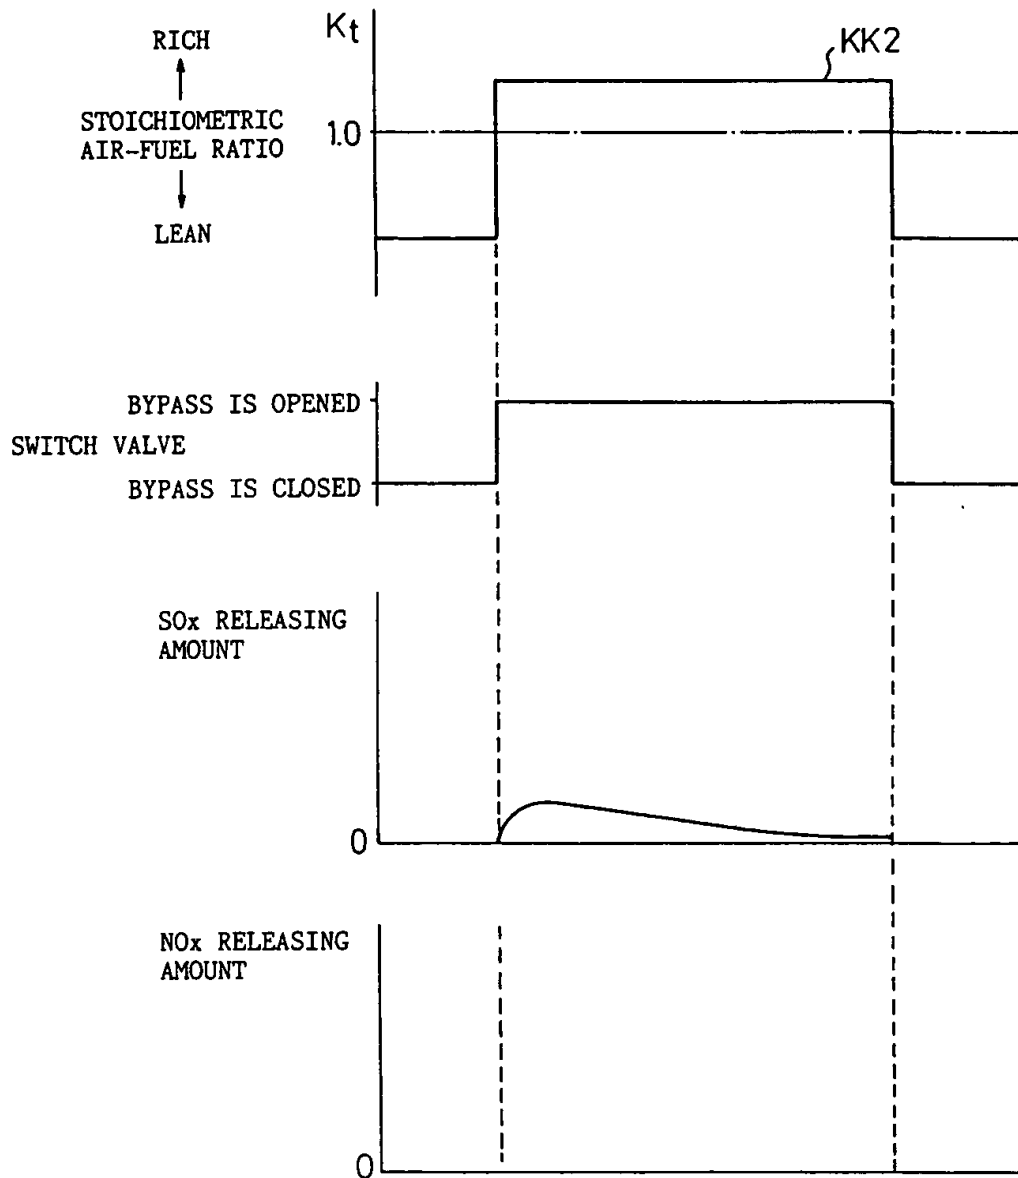 Kt
RICH
KK2
STOICHIOMETRIC
AIR-FUEL RATIO
1.0
LEAN
BYPASS IS OPENED
SWITCH VALVE
BYPASS IS CLOSED
SOx RELEASING
AMOUNT
0
NOx RELEASING
AMOUNT
0